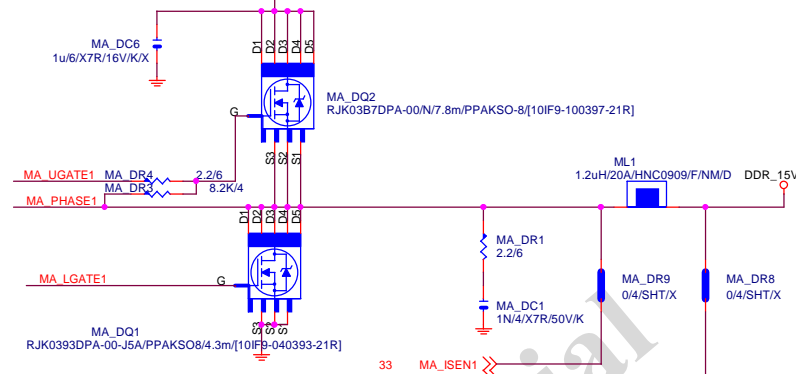 D1
D2
D3
D4
D5
MA_DC6
1u/6/X7R/16V/K/X
MA_DQ2
RJK03B7DPA-00/N/7.8m/PPAKSO-8/[10IF9-100397-21R]
G
S3
S2
S1
MA_UGATE1
MA_DR4
2.2/6
MA_DR3
8.2K/4
MA_PHASE1
ML1
1.2uH/20A/HNC0909/F/NM/D
DDR_15V
D1
D2
D3
D4
D5
MA_DR1
2.2/6
MA_LGATE1
G
MA_DR9
0/4/SHT/X
MA_DR8
0/4/SHT/X
MA_DC1
1N/4/X7R/50V/K
S3
S2
S1
MA_DQ1
RJK0393DPA-00-J5A/PPAKSO8/4.3m/[10IF9-040393-21R]
33
MA_ISEN1